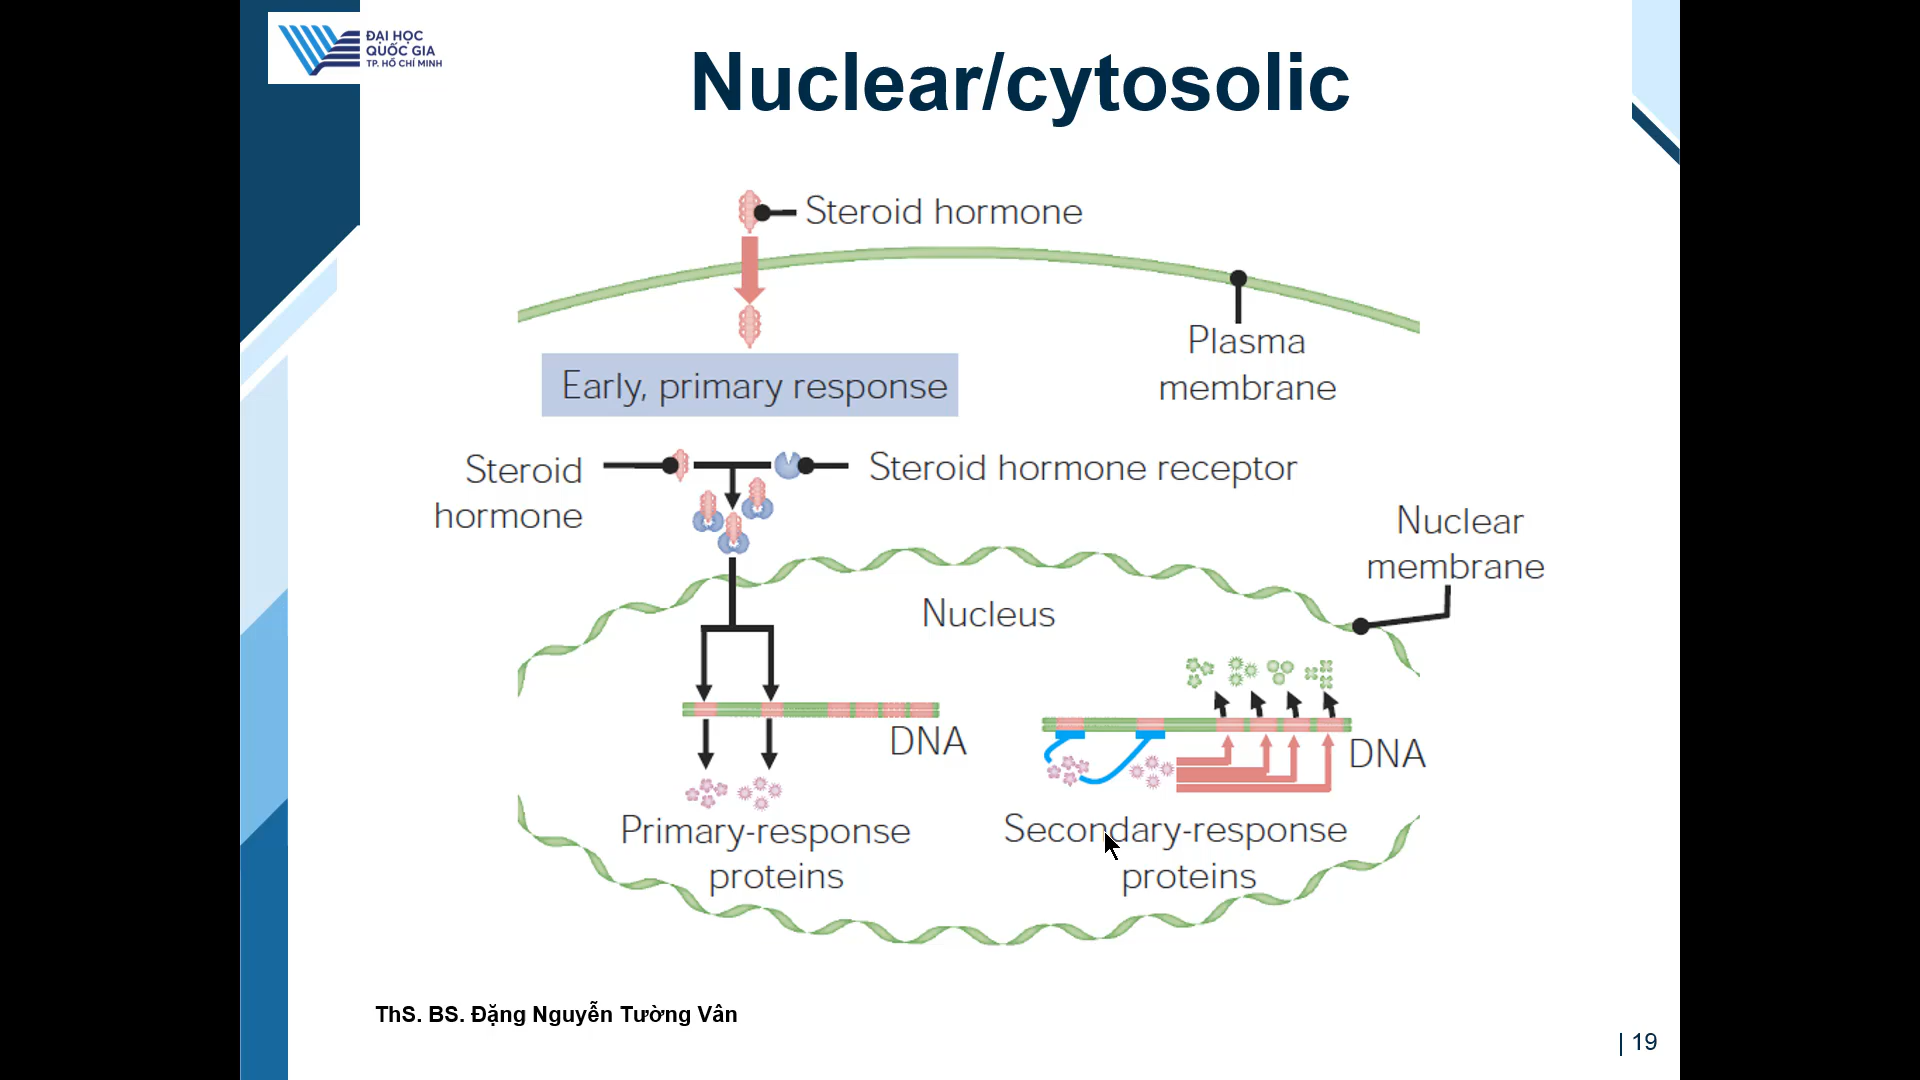 ĐẠI HỌC
QUỐC GIA
TP. HỒ CHÍ MINH
Nuclear/cytosolic
Steroid hormone
Plasma
membrane
Early, primary response
Steroid
hormone
Steroid hormone receptor
Nuclear
membrane
Nucleus
DNA
DNA
Primary-response
proteins
Secondary-response
proteins
ThS. BS. Đặng Nguyễn Tường Vân
| 19